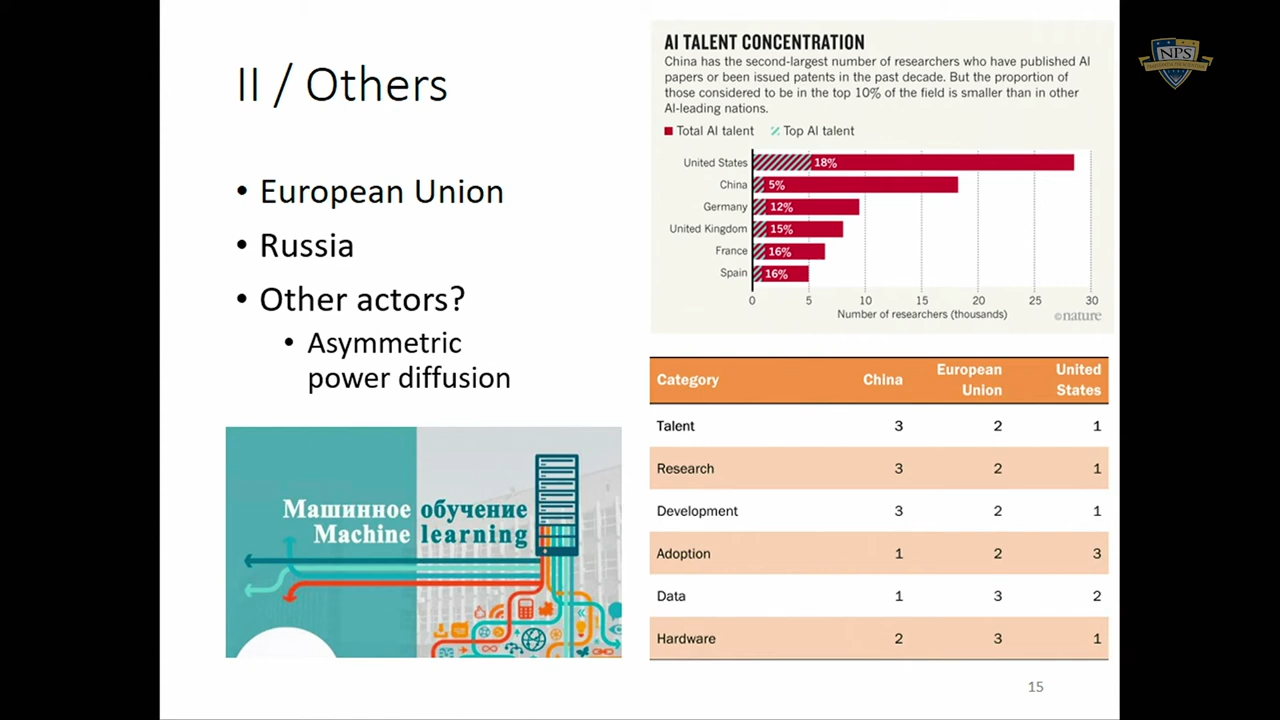 II / Others
• European Union
• Russia
• Other actors?
• Asymmetric
power diffusion
Машинное обучение
Machine learning
AI TALENT CONCENTRATION
China has the second-largest number of researchers who have published AI
papers or been issued patents in the past decade. But the proportion of
those considered to be in the top 10% of the field is smaller than in other
AI-leading nations.
Total AI talent Top AI talent
United States 18%
China 5%
Germany 12%
United Kingdom 15%
France 16%
Spain 16%
0 5 10 15 20 25 30
Number of researchers (thousands)
©nature
Category China European Union United States
Talent 3 2 1
Research 3 2 1
Development 3 2 1
Adoption 1 2 3
Data 1 3 2
Hardware 2 3 1
15
NPS